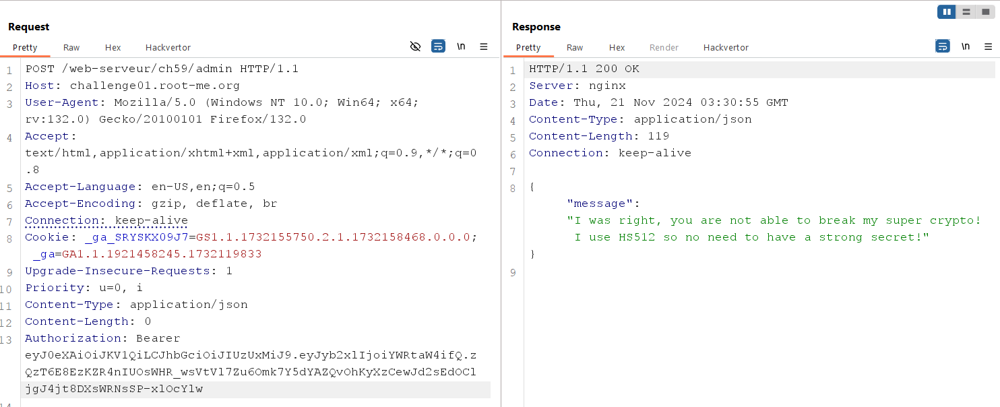 Request
Pretty Raw Hex Hackvertor
\n
1 POST /web-serveur/ch59/admin HTTP/1.1
2 Host: challenge01.root-me.org
3 User-Agent: Mozilla/5.0 (Windows NT 10.0; Win64; x64;
rv:132.0) Gecko/20100101 Firefox/132.0
4 Accept:
text/html,application/xhtml+xml,application/xml;q=0.9,*/*;q=0
.8
5 Accept-Language: en-US,en;q=0.5
6 Accept-Encoding: gzip, deflate, br
7 Connection: keep-alive
8 Cookie: _ga_SRYSKX09J7=GS1.1.1732155750.2.1.1732158468.0.0.0;
_ga=GA1.1.1921458245.1732119833
9 Upgrade-Insecure-Requests: 1
10 Priority: u=0, i
11 Content-Type: application/json
12 Content-Length: 0
13 Authorization: Bearer
eyJ0eXAiOiJKV1QiLCJhbGciOiJIUzUxMiJ9.eyJyb2xlIjoiYWRtaW4ifQ.z
QzT6E8EzKZR4nIUOsWHR_wsVtVl7Zu6Omk7Y5dYAZQvOhKyXzCewJd2sEdOCl
jgJ4jt8DXsWRNsSP-xlOcYlw
14
Response
Pretty Raw Hex Render Hackvertor
\n
1 HTTP/1.1 200 OK
2 Server: nginx
3 Date: Thu, 21 Nov 2024 03:30:55 GMT
4 Content-Type: application/json
5 Content-Length: 119
6 Connection: keep-alive
7
8 {
"message":
"I was right, you are not able to break my super crypto!
I use HS512 so no need to have a strong secret!"
}
9